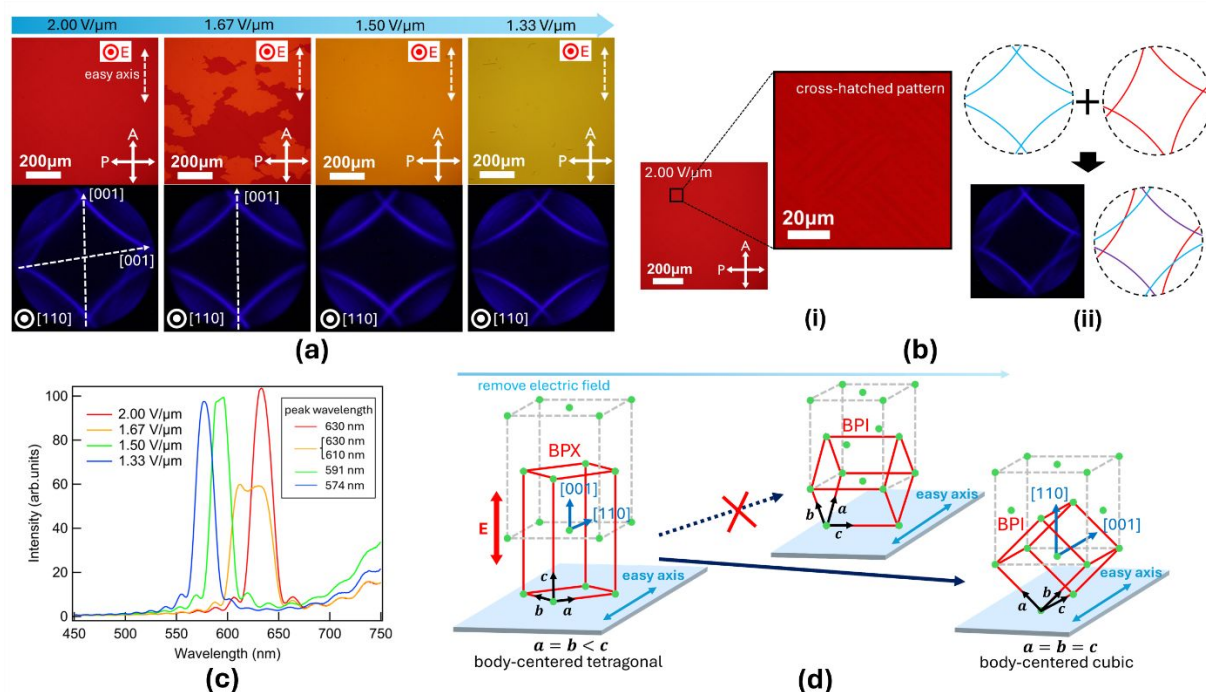 2.00 V/μm 1.67 V/μm 1.50 V/μm 1.33 V/μm
E E E E
easy axis
A A A A
P P P P
200μm 200μm 200μm 200μm
[001] [001]
[001]
[110] [110] [110] [110]
(a)
cross-hatched pattern
2.00 V/μm
20μm
A
P
200μm
(i)
+
(ii)
(b)
100
80
60
40
20
0
Intensity (arb.units)
2.00 V/μm
1.67 V/μm
1.50 V/μm
1.33 V/μm
peak wavelength
630 nm
{630 nm
610 nm
591 nm
574 nm
450 500 550 600 650 700 750
Wavelength (nm)
(c)
remove electric field
BPX
[001]
[110]
E
c
b a
easy axis
a = b < c
body-centered tetragonal
BPI
easy axis
b a
c
[110]
BPI
[001]
easy axis
a b c
a = b = c
body-centered cubic
(d)